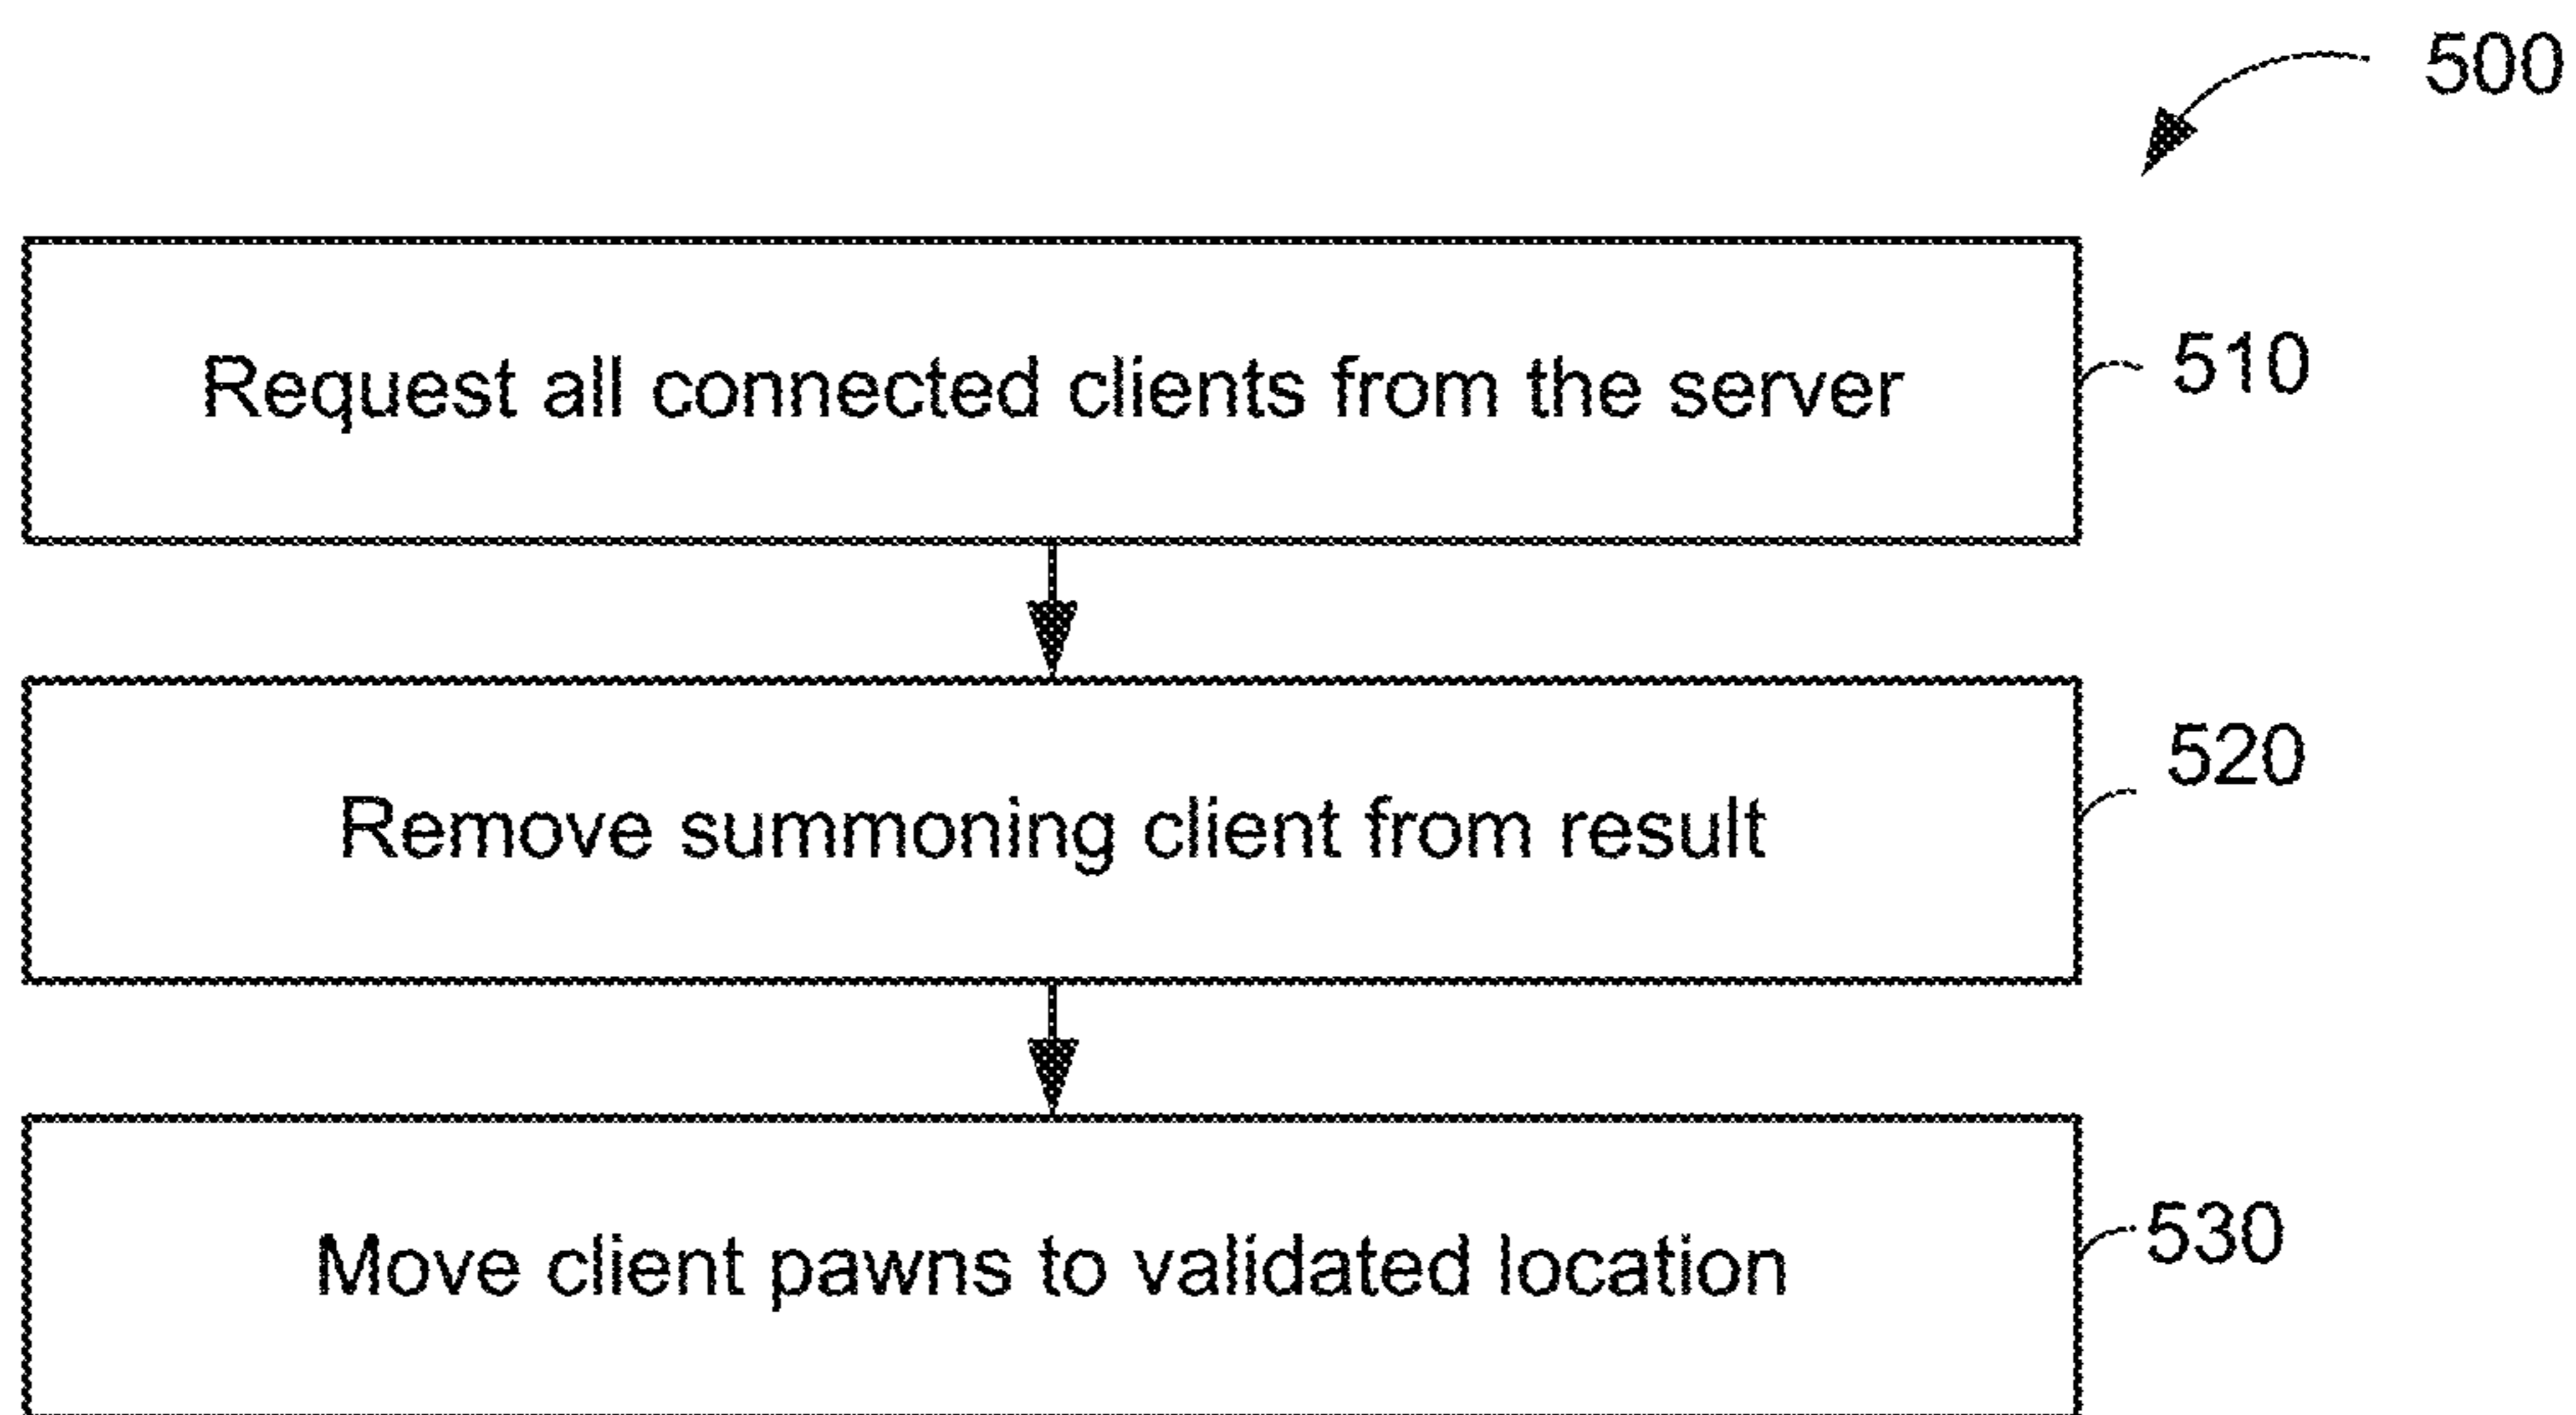 500
Request all connected clients from the server
510
Remove summoning client from result
520
Move client pawns to validated location
530